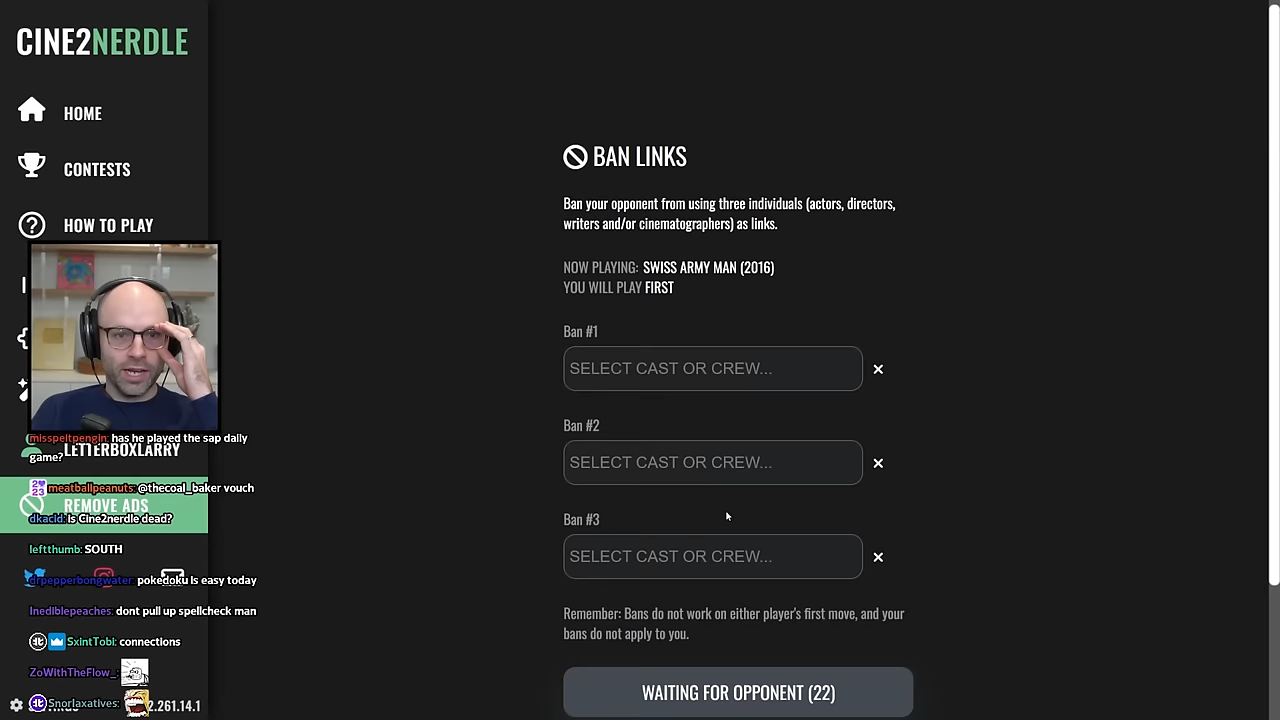 CINE2NERDLE
HOME
CONTESTS
HOW TO PLAY
LETTERBOXLARRY
REMOVE ADS
misspeltpengin: has he played the sap daily
game?
meatballpeanuts: @thecoal_baker vouch
dkacid: Is Cine2nerdle dead?
leftthumb: SOUTH
drpepperbongwater: pokedoku is easy today
Inediblepeaches: dont pull up spellcheck man
SxintTobi: connections
ZoWithTheFlow_:
Snorlaxatives:
2.261.14.1
BAN LINKS
Ban your opponent from using three individuals (actors, directors,
writers and/or cinematographers) as links.
NOW PLAYING: SWISS ARMY MAN (2016)
YOU WILL PLAY FIRST
Ban #1
SELECT CAST OR CREW...
Ban #2
SELECT CAST OR CREW...
Ban #3
SELECT CAST OR CREW...
Remember: Bans do not work on either player's first move, and your
bans do not apply to you.
WAITING FOR OPPONENT (22)